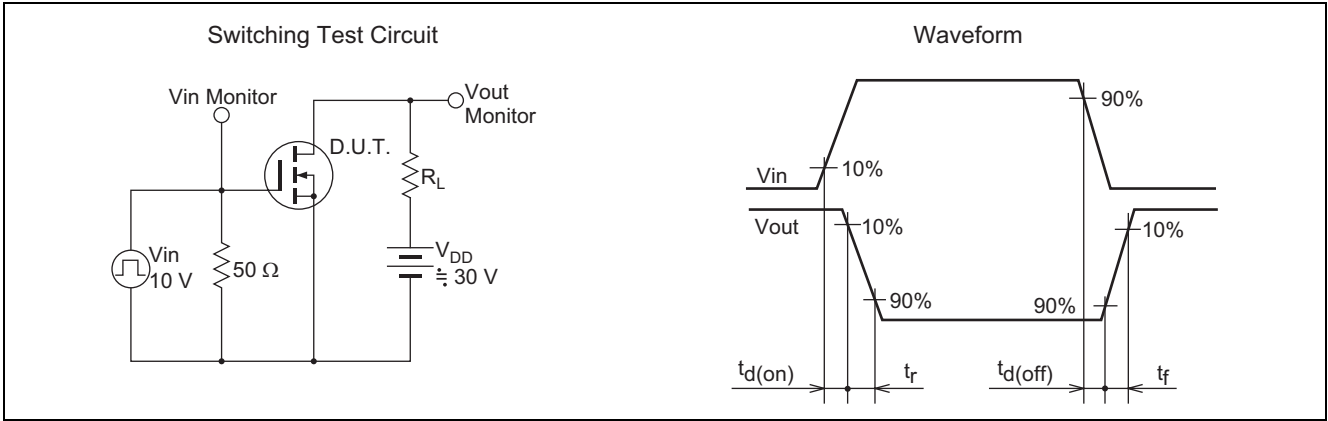 Switching Test Circuit
Vin Monitor
Vout
Monitor
D.U.T.
RL
Vin
10 V
50 Ω
VDD
≒ 30 V
Waveform
Vin
10%
90%
Vout
10%
90%
90%
10%
td(on)
tr
td(off)
tf